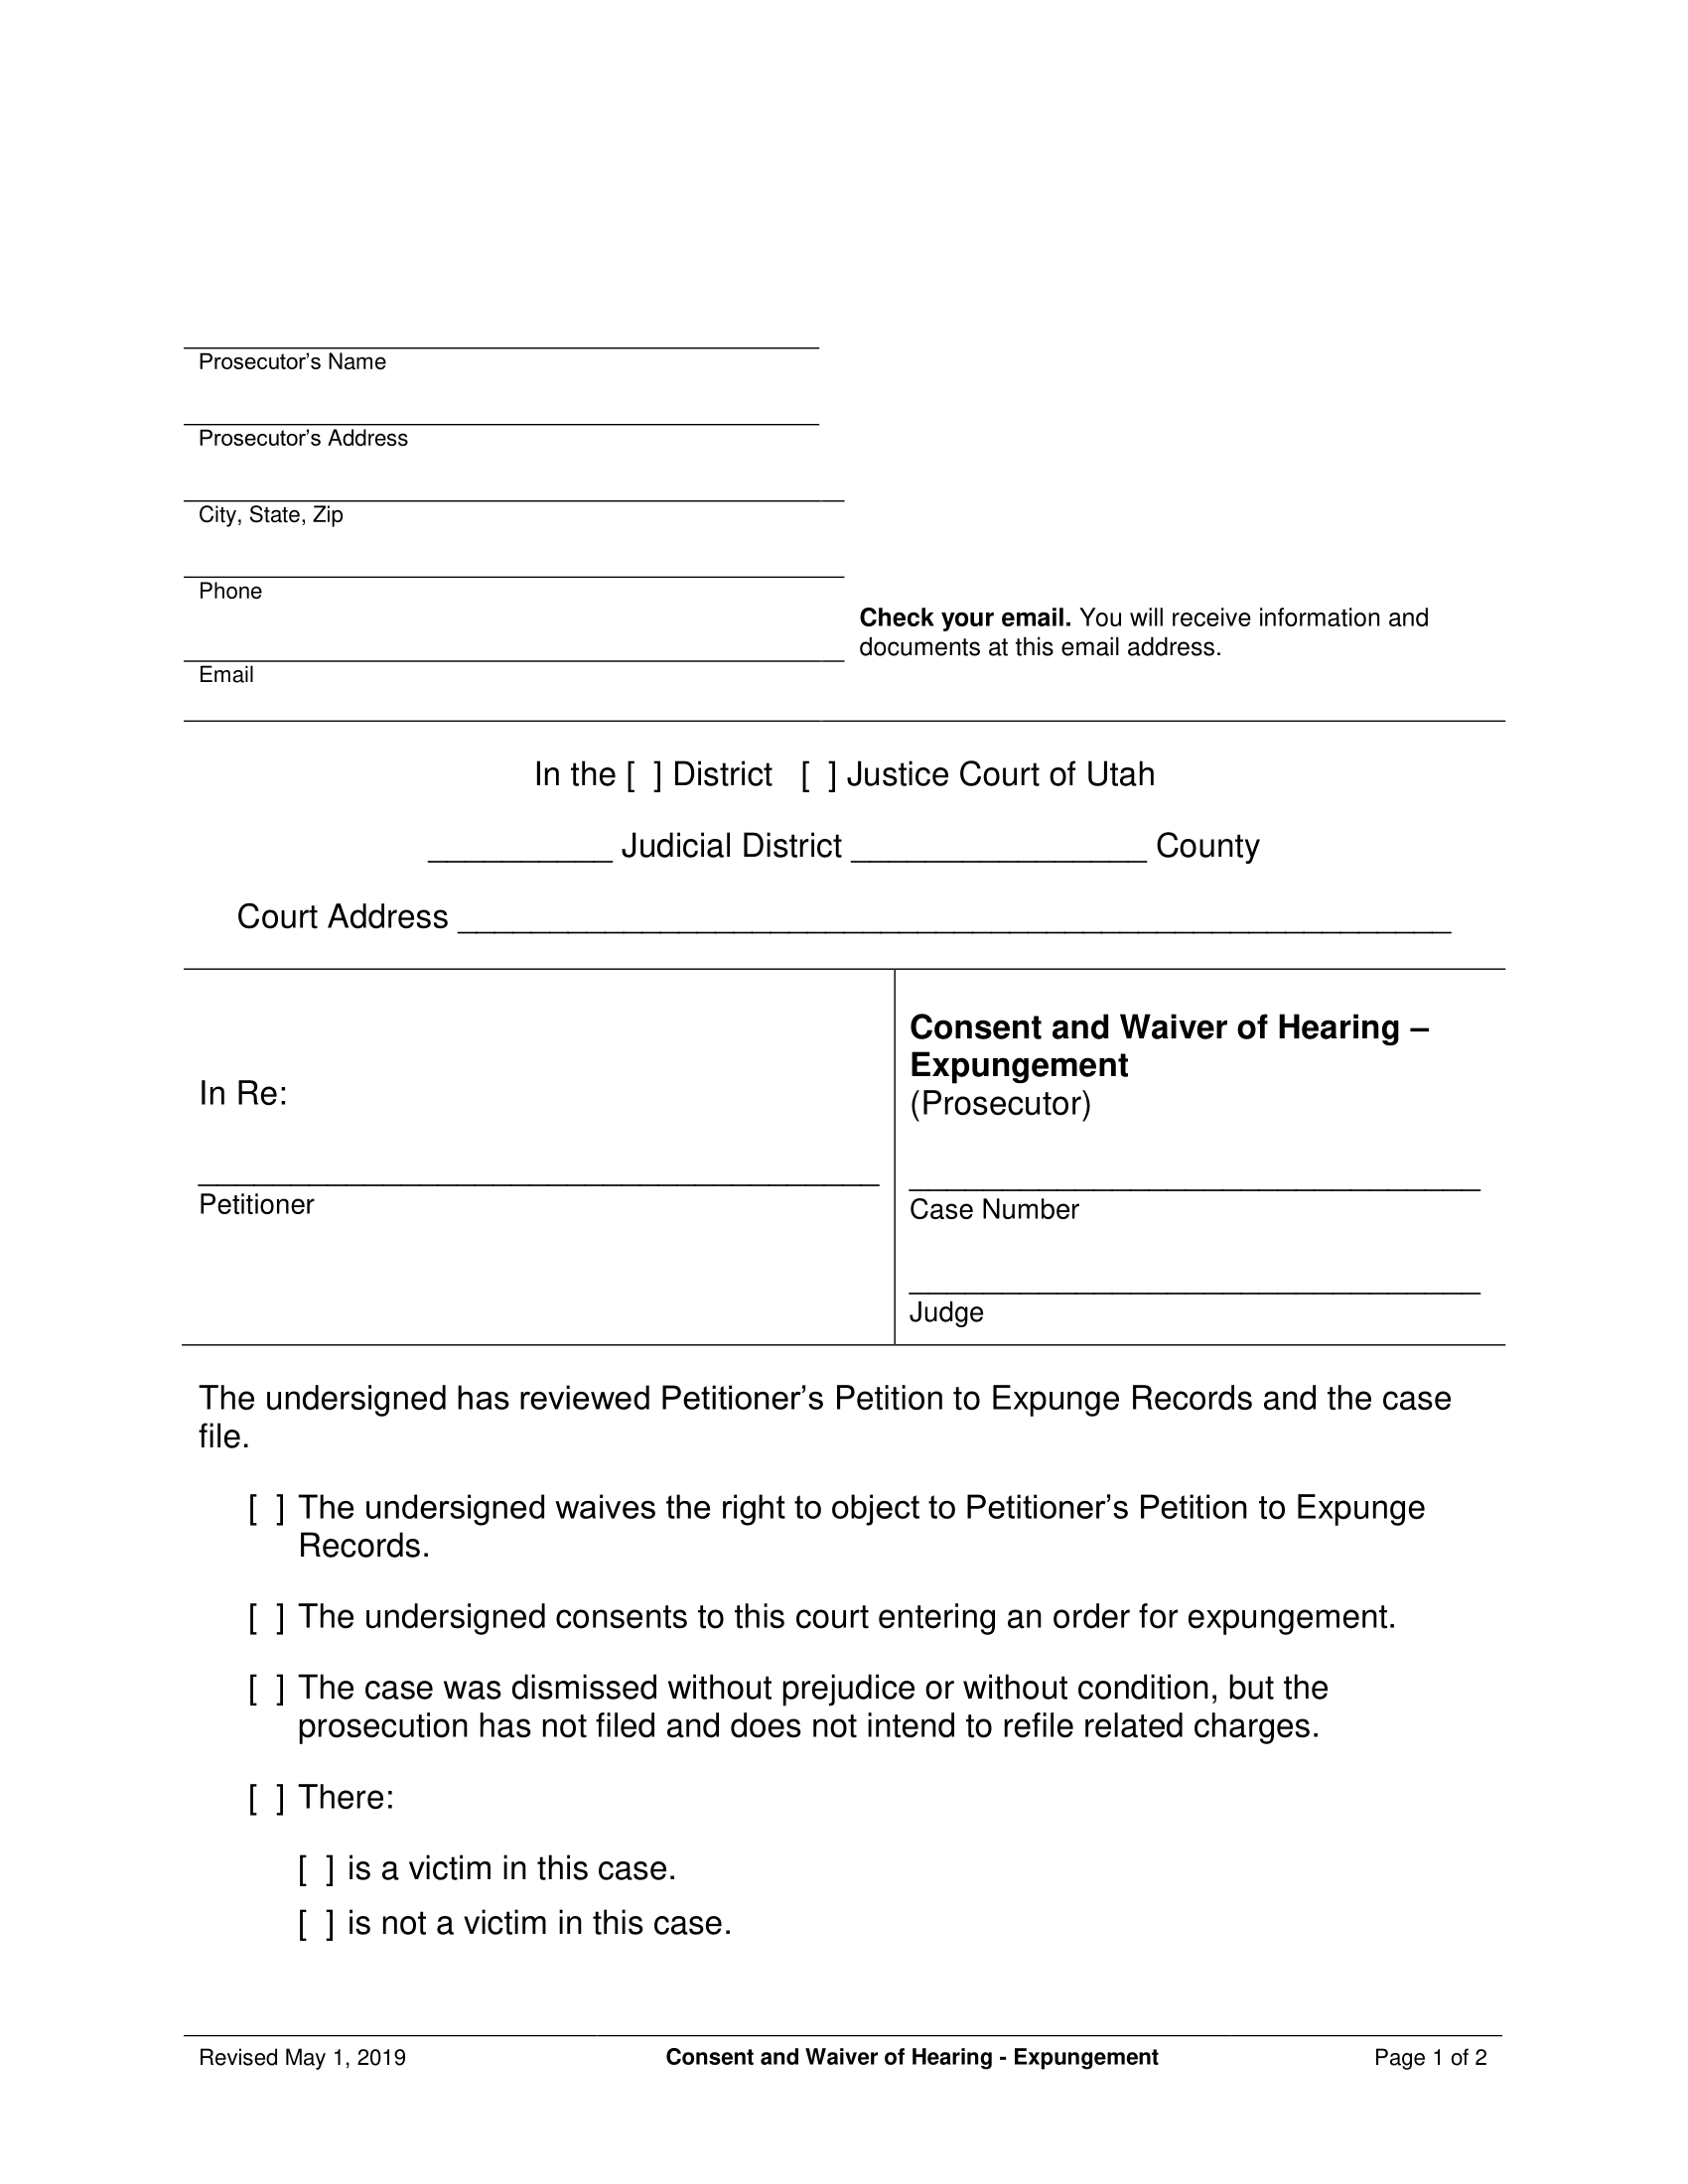 Prosecutor’s Name
Prosecutor’s Address
City, State, Zip
Phone
Check your email. You will receive information and
documents at this email address.
Email
In the [  ] District   [  ] Justice Court of Utah
__________ Judicial District ________________ County
Court Address ______________________________________________________
In Re:
_____________________________________
Petitioner
Consent and Waiver of Hearing –
Expungement
(Prosecutor)
_______________________________
Case Number
_______________________________
Judge
The undersigned has reviewed Petitioner’s Petition to Expunge Records and the case
file.
[  ] The undersigned waives the right to object to Petitioner’s Petition to Expunge
Records.
[  ] The undersigned consents to this court entering an order for expungement.
[  ] The case was dismissed without prejudice or without condition, but the
prosecution has not filed and does not intend to refile related charges.
[  ] There:
[  ] is a victim in this case.
[  ] is not a victim in this case.
Revised May 1, 2019 Consent and Waiver of Hearing - Expungement Page 1 of 2